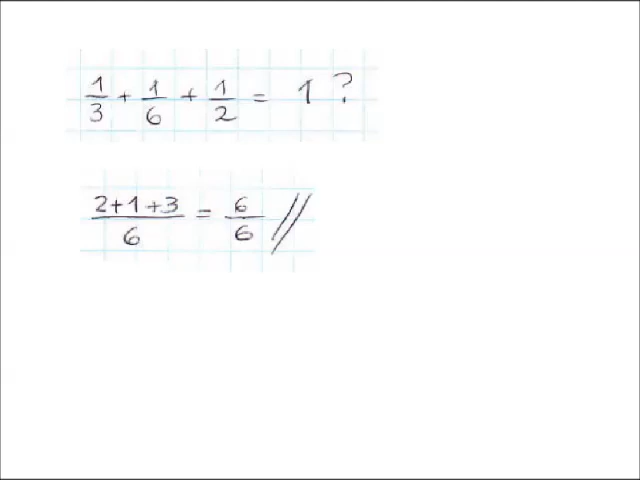 1/3 + 1/6 + 1/2 = 1 ?
2+1+3/6 = 6/6 //